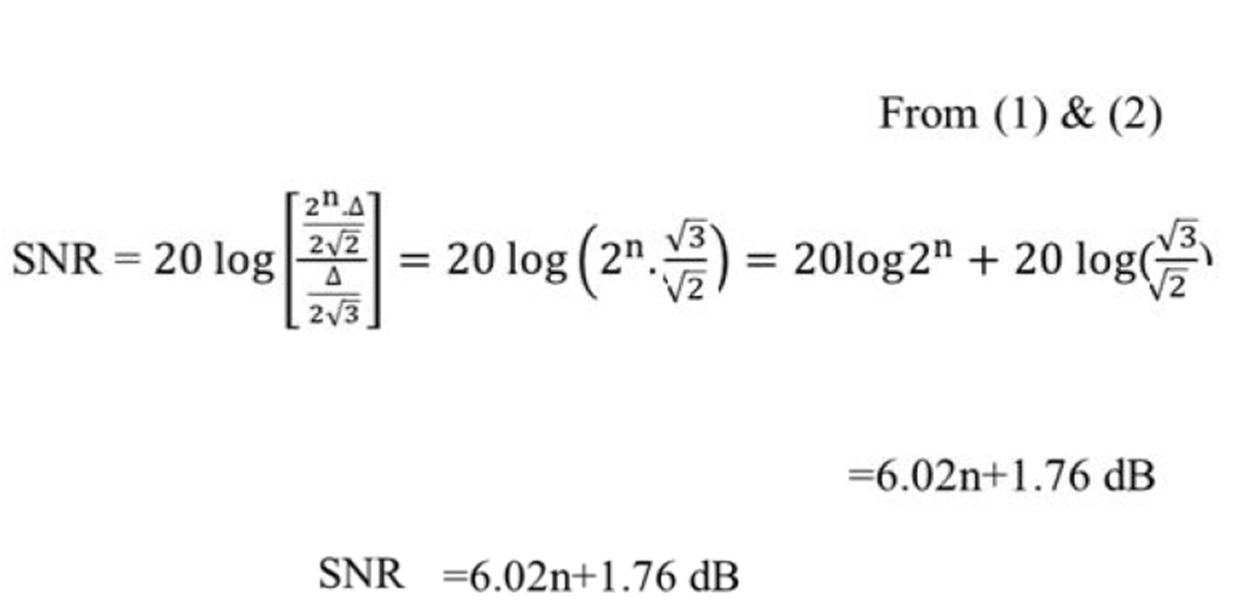 From (1) & (2)
SNR = 20 log [ (2ⁿ.Δ / 2√2) / (Δ / 2√3) ] = 20 log (2ⁿ. √3/√2) = 20log2ⁿ + 20 log(√3/√2)
=6.02n+1.76 dB
SNR =6.02n+1.76 dB